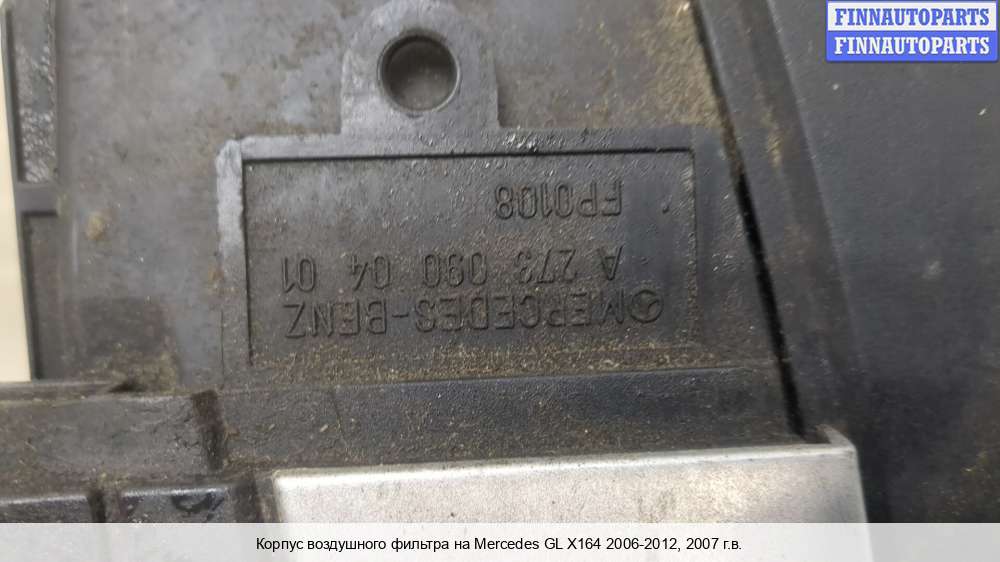 FINNAUTOPARTS
FINNAUTOPARTS
MERCEDES-BENZ
A 273 090 04 01
FP0108
Корпус воздушного фильтра на Mercedes GL X164 2006-2012, 2007 г.в.